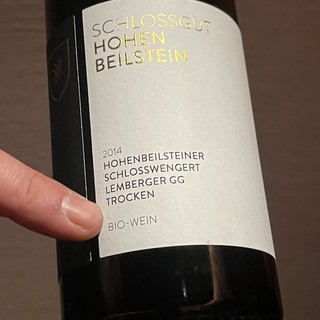 SCHLOSSGUT
HOHEN
BEILSTEIN
2014
HOHENBEILSTEINER
SCHLOSSWENGERT
LEMBERGER GG
TROCKEN
BIO-WEIN